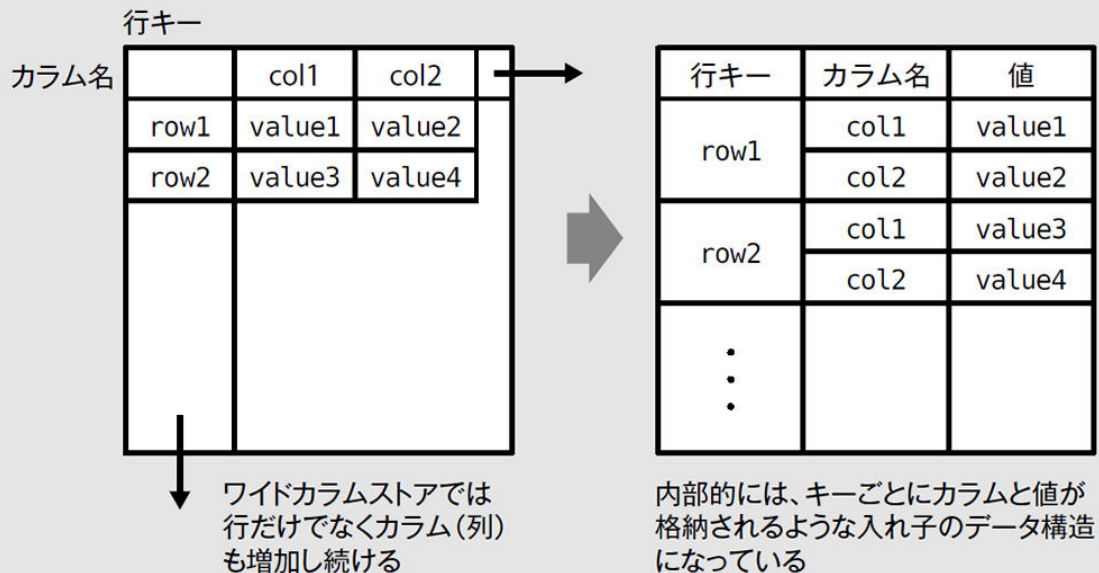 行キー
カラム名 col1 col2
row1 value1 value2
row2 value3 value4
ワイドカラムストアでは
行だけでなくカラム(列)
も増加し続ける
行キー カラム名 値
row1 col1 value1
col2 value2
row2 col1 value3
col2 value4
内部的には、キーごとにカラムと値が
格納されるような入れ子のデータ構造
になっている